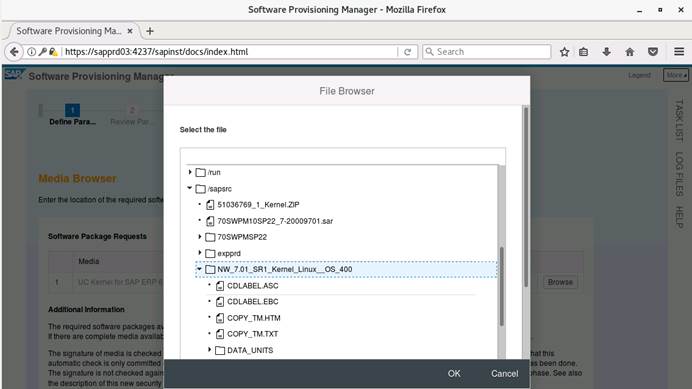 Software Provisioning Manager - Mozilla Firefox
Software Provisioning Ma...
https://sapprd03:4237/sapinst/docs/index.html
Search
SAP Software Provisioning Manager
Legend
More
1
2
Define Para...
Review Par...
File Browser
Select the file
/run
/sapsrc
51036769_1_Kernel.ZIP
70SWPM10SP22_7-20009701.sar
70SWPMSP22
expprd
NW_7.01_SR1_Kernel_Linux__OS_400
CDLABEL.ASC
CDLABEL.EBC
COPY_TM.HTM
COPY_TM.TXT
DATA_UNITS
OK
Cancel
Media Browser
Enter the location of the required softw
Software Package Requests
Media
1
UC Kernel for SAP ERP 6
Browse
Additional Information
The required software packages av
If there are complete media availab
The signature of media is checked
that this
automatic check is only committed
has been done.
The signature is not checked again
phase. See also
the description of this new security
TASK LIST
LOG FILES
HELP